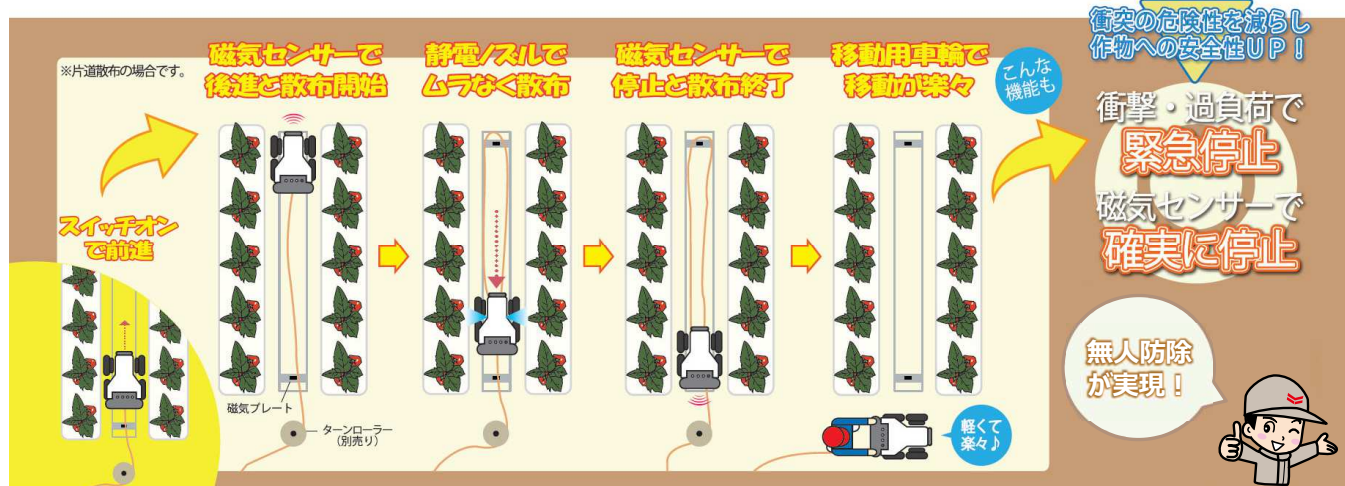 ※片道散布の場合です。
スイッチオン
で前進
磁気センサーで
後進と散布開始
静電ノズルで
ムラなく散布
磁気センサーで
停止と散布終了
移動用車輪で
移動が楽々
磁気プレート
ターンローラー
(別売り)
軽くて
楽々♪
こんな
機能も
衝突の危険性を減らし
作物への安全性UP！
衝撃・過負荷で
緊急停止
磁気センサーで
確実に停止
無人防除
が実現！